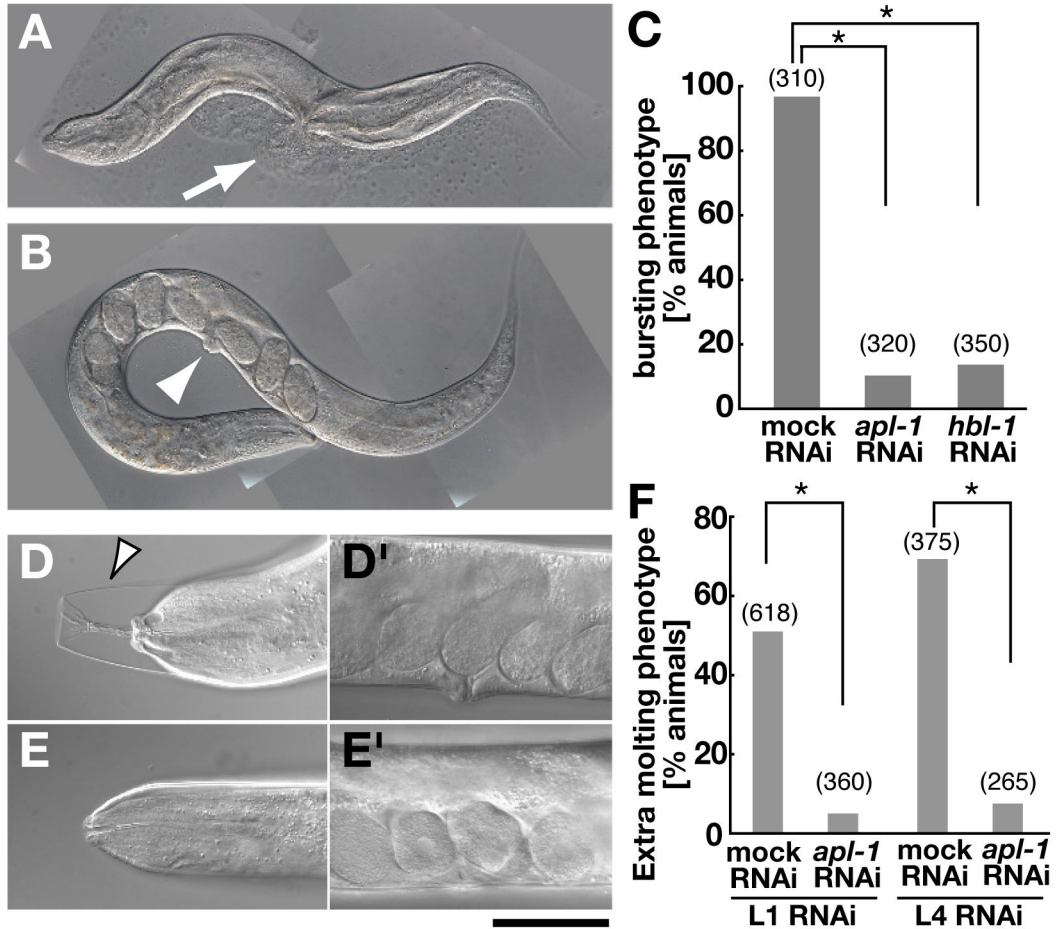 A
B
C
bursting phenotype
[% animals]
100
80
60
40
20
0
*
*
(310)
(320)
(350)
mock
RNAi
apl-1
RNAi
hbl-1
RNAi
D
D'
E
E'
F
Extra molting phenotype
[% animals]
80
60
40
20
0
*
*
(618)
(360)
(375)
(265)
mock
RNAi
apl-1
RNAi
mock
RNAi
apl-1
RNAi
L1 RNAi
L4 RNAi